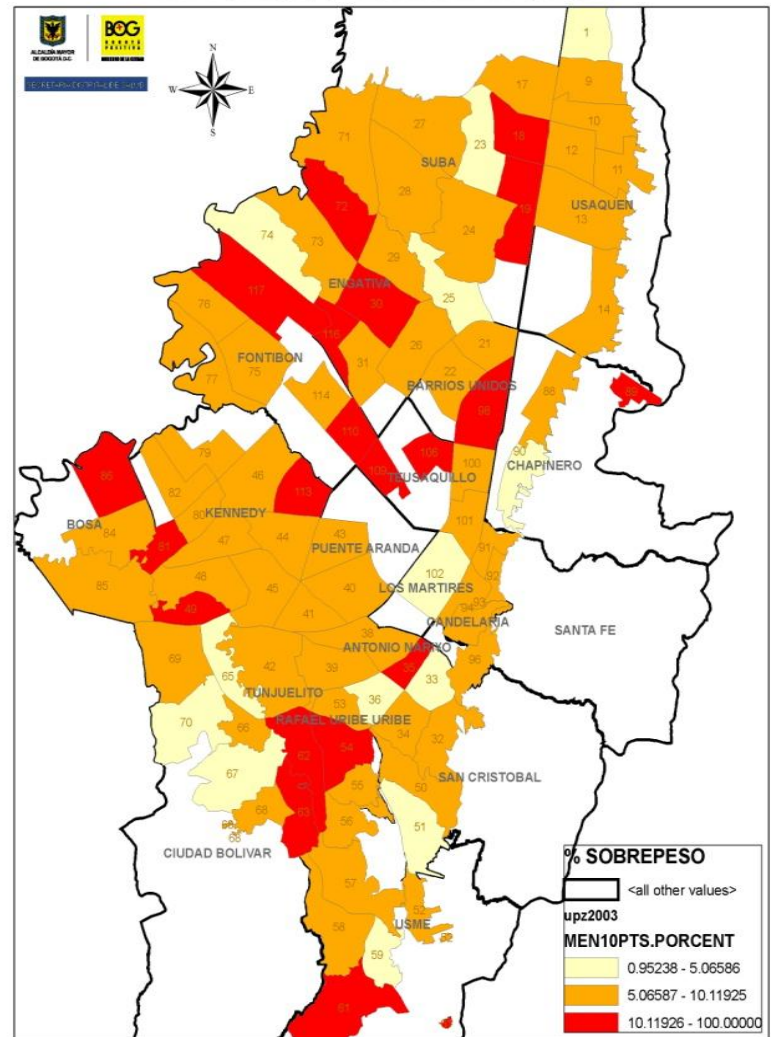 ALCALDÍA MAYOR
DE BOGOTÁ D.C.
BOG
BOGOTÁ
POSITIVA
N
W E
S
1
17
9
10
27
71
18
23
12
11
SUBA
28
72
19
USAQUEN
13
24
74
73
29
ENGATIVA
25
117
30
14
76
116
26
21
31
FONTIBON
75
77
22
BARRIOS UNIDOS
114
88
89
98
110
106
90
CHAPINERO
100
79
86
46
109
TEUSAQUILLO
113
82
80
KENNEDY
101
BOSA
84
81
47
44
43
PUENTE ARANDA
91
102
92
85
48
45
40
LOS MARTIRES
49
41
94
93
CANDELARIA
SANTA FE
38
96
69
42
39
ANTONIO NARIÑO
35
33
65
TUNJUELITO
53
36
70
66
RAFAEL URIBE URIBE
34
32
62
54
67
SAN CRISTOBAL
50
55
63
68
51
56
68
CIUDAD BOLIVAR
57
52
USME
58
52
59
61
% SOBREPESO
<all other values>
upz2003
MEN10PTS.PORCENT
0.95238 - 5.06586
5.06587 - 10.11925
10.11926 - 100.00000